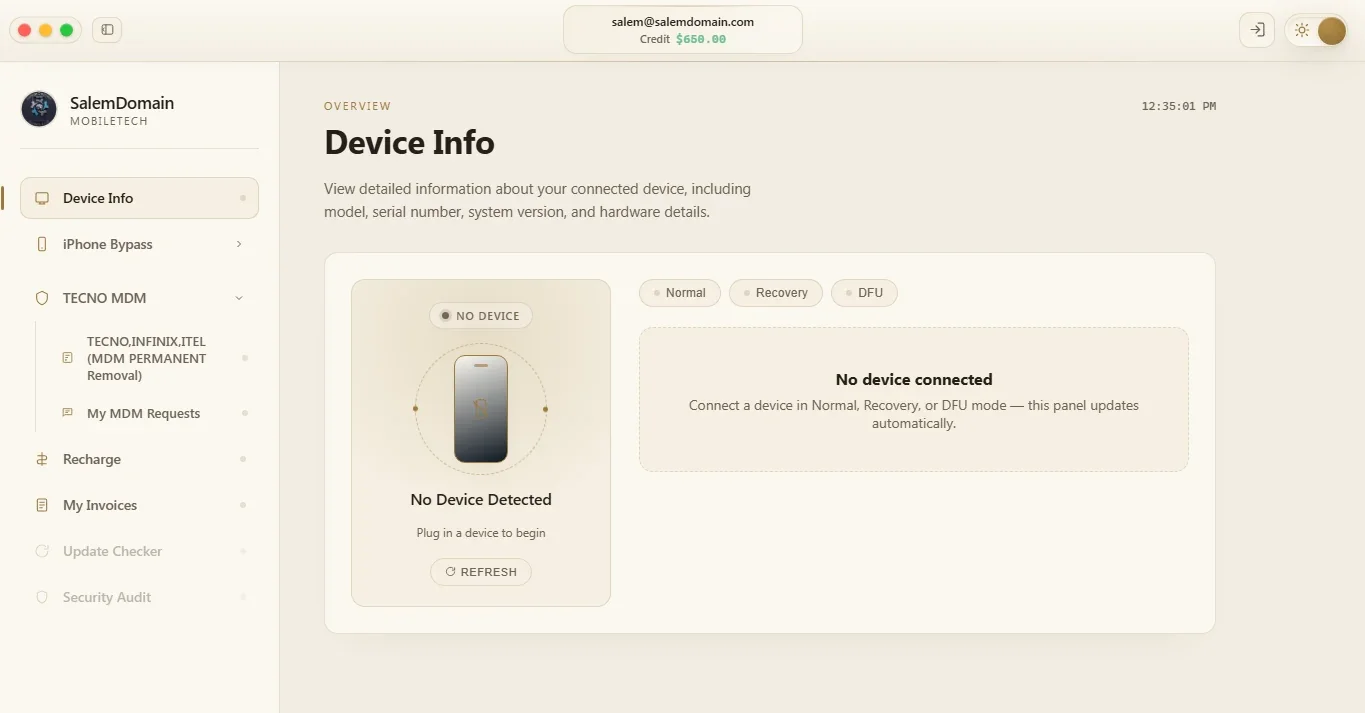 salem@salemdomain.com
Credit $650.00
SalemDomain
MOBILETECH
Device Info
iPhone Bypass
TECNO MDM
TECNO,INFINIX,ITEL
(MDM PERMANENT
Removal)
My MDM Requests
Recharge
My Invoices
Update Checker
Security Audit
OVERVIEW
12:35:01 PM
Device Info
View detailed information about your connected device, including
model, serial number, system version, and hardware details.
NO DEVICE
No Device Detected
Plug in a device to begin
REFRESH
Normal
Recovery
DFU
No device connected
Connect a device in Normal, Recovery, or DFU mode — this panel updates
automatically.